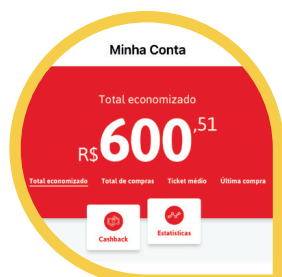 Minha Conta
Total economizado
R$600,51
Total economizado Total de compras Ticket médio Última compra
Cashback Estatísticas